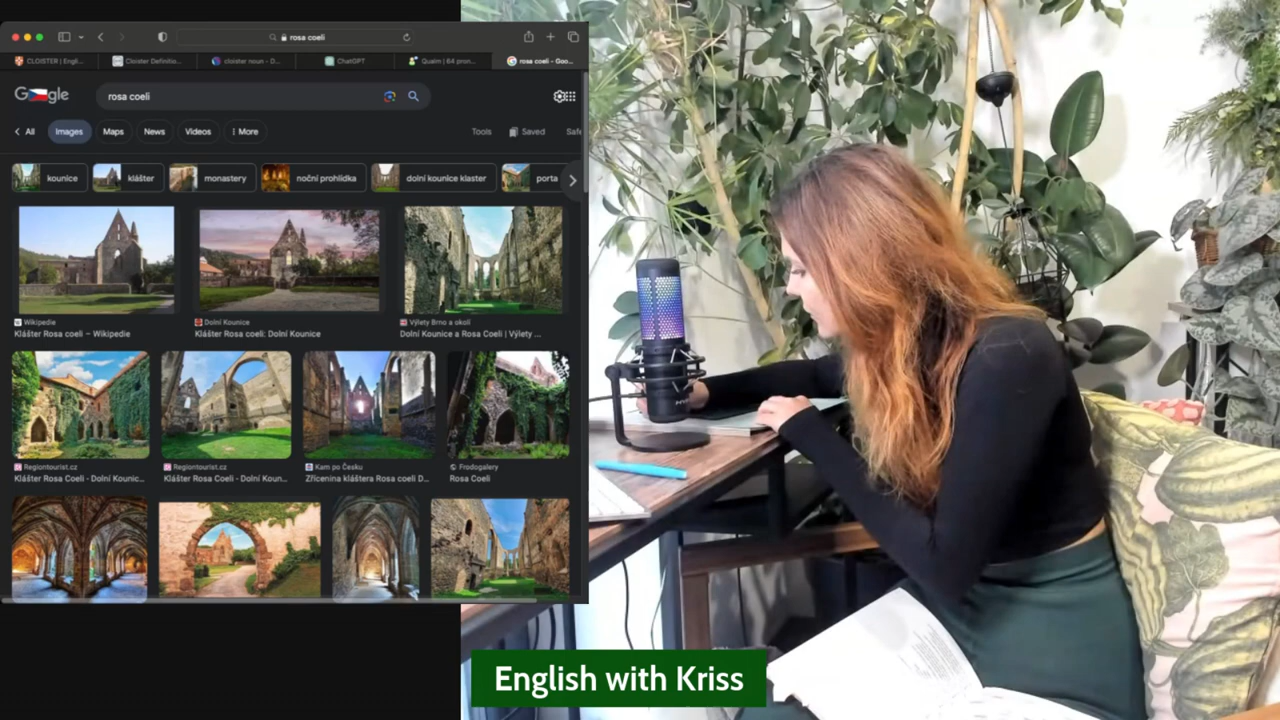 rosa coeli
CLOISTER | Engli...
Cloister Definitio...
cloister noun - D...
ChatGPT
Quaim | 64 pron...
rosa coeli - Goo...
Google
rosa coeli
All
Images
Maps
News
Videos
More
Tools
Saved
Safe
kounice
klášter
monastery
noční prohlídka
dolní kounice klaster
porta
Wikipedie
Klášter Rosa coeli – Wikipedie
Dolní Kounice
Klášter Rosa coeli: Dolní Kounice
Výlety Brno a okolí
Dolní Kounice a Rosa Coeli | Výlety ...
Regiontourist.cz
Klášter Rosa Coeli - Dolní Kounic...
Regiontourist.cz
Klášter Rosa Coeli - Dolní Koun...
Kam po Česku
Zřícenina kláštera Rosa coeli D...
Frodogalery
Rosa Coeli
English with Kriss